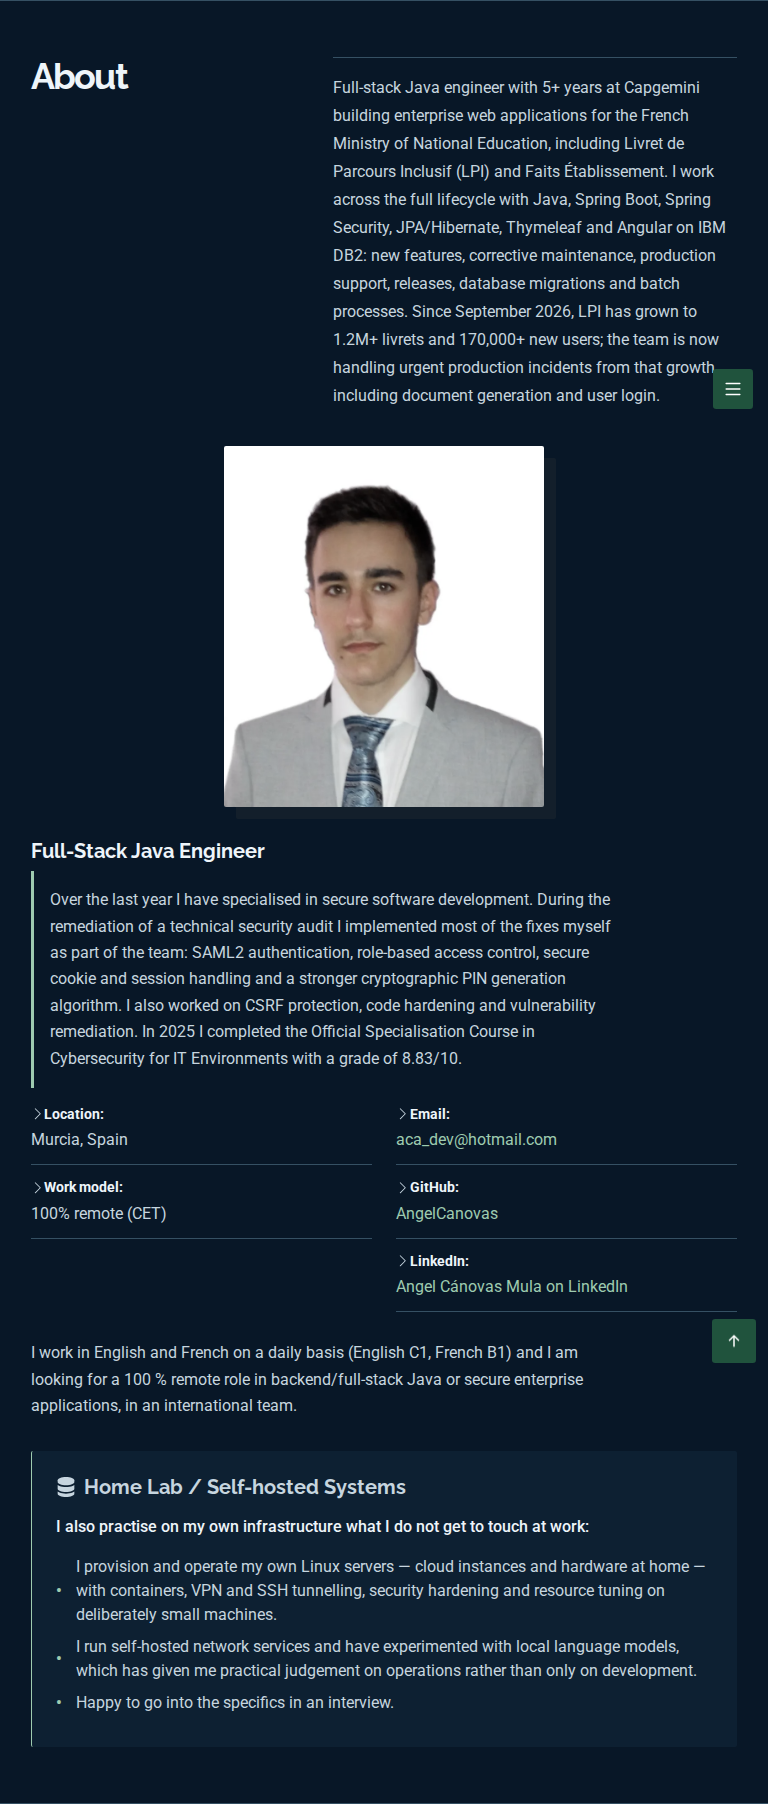 About
Full-stack Java engineer with 5+ years at Capgemini
building enterprise web applications for the French
Ministry of National Education, including Livret de
Parcours Inclusif (LPI) and Faits Établissement. I work
across the full lifecycle with Java, Spring Boot, Spring
Security, JPA/Hibernate, Thymeleaf and Angular on IBM
DB2: new features, corrective maintenance, production
support, releases, database migrations and batch
processes. Since September 2026, LPI has grown to
1.2M+ livrets and 170,000+ new users; the team is now
handling urgent production incidents from that growth
including document generation and user login.
Full-Stack Java Engineer
Over the last year I have specialised in secure software development. During the
remediation of a technical security audit I implemented most of the fixes myself
as part of the team: SAML2 authentication, role-based access control, secure
cookie and session handling and a stronger cryptographic PIN generation
algorithm. I also worked on CSRF protection, code hardening and vulnerability
remediation. In 2025 I completed the Official Specialisation Course in
Cybersecurity for IT Environments with a grade of 8.83/10.
Location:
Murcia, Spain
Work model:
100% remote (CET)
Email:
aca_dev@hotmail.com
GitHub:
AngelCanovas
LinkedIn:
Angel Cánovas Mula on LinkedIn
I work in English and French on a daily basis (English C1, French B1) and I am
looking for a 100 % remote role in backend/full-stack Java or secure enterprise
applications, in an international team.
Home Lab / Self-hosted Systems
I also practise on my own infrastructure what I do not get to touch at work:
• I provision and operate my own Linux servers — cloud instances and hardware at home —
with containers, VPN and SSH tunnelling, security hardening and resource tuning on
deliberately small machines.
• I run self-hosted network services and have experimented with local language models,
which has given me practical judgement on operations rather than only on development.
• Happy to go into the specifics in an interview.